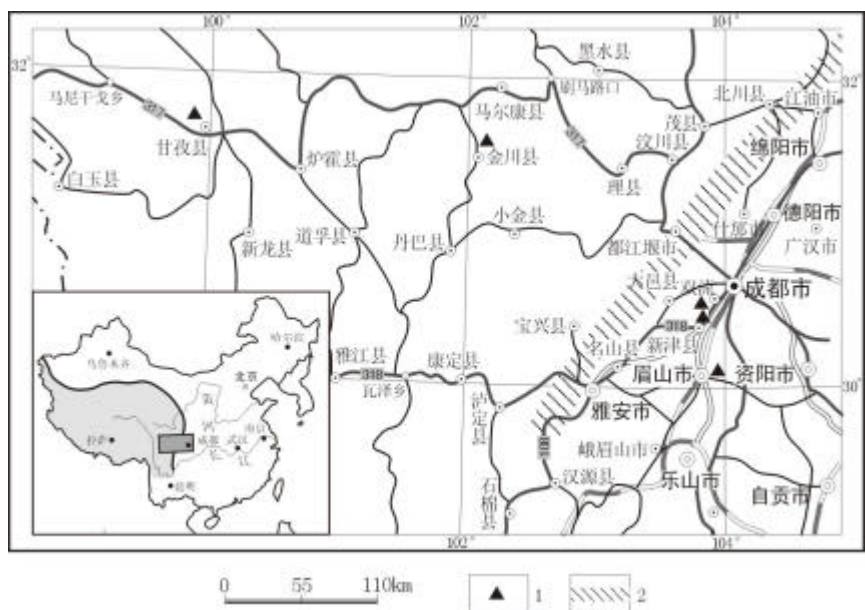 100°
102°
104°
32°
32°
黑水县
马尼干戈乡
317
马尔康县
刷马路口
北川县
江油市
甘孜县
茂县
317
汶川县
绵阳市
白玉县
炉霍县
金川县
理县
小金县
什邡市
德阳市
新龙县
道孚县
丹巴县
都江堰市
广汉市
大邑县
双流
成都市
宝兴县
318
新津县
名山县
雅江县
318
康定县
瓦泽乡
眉山市
资阳市
30°
泸定县
雅安市
峨眉山市
汉源县
乐山市
石棉县
自贡市
102°
104°
哈尔滨
乌鲁木齐
北京
黄
河
南京
拉萨
成都
武汉
长
江
昆明
0
55
110km
1
2